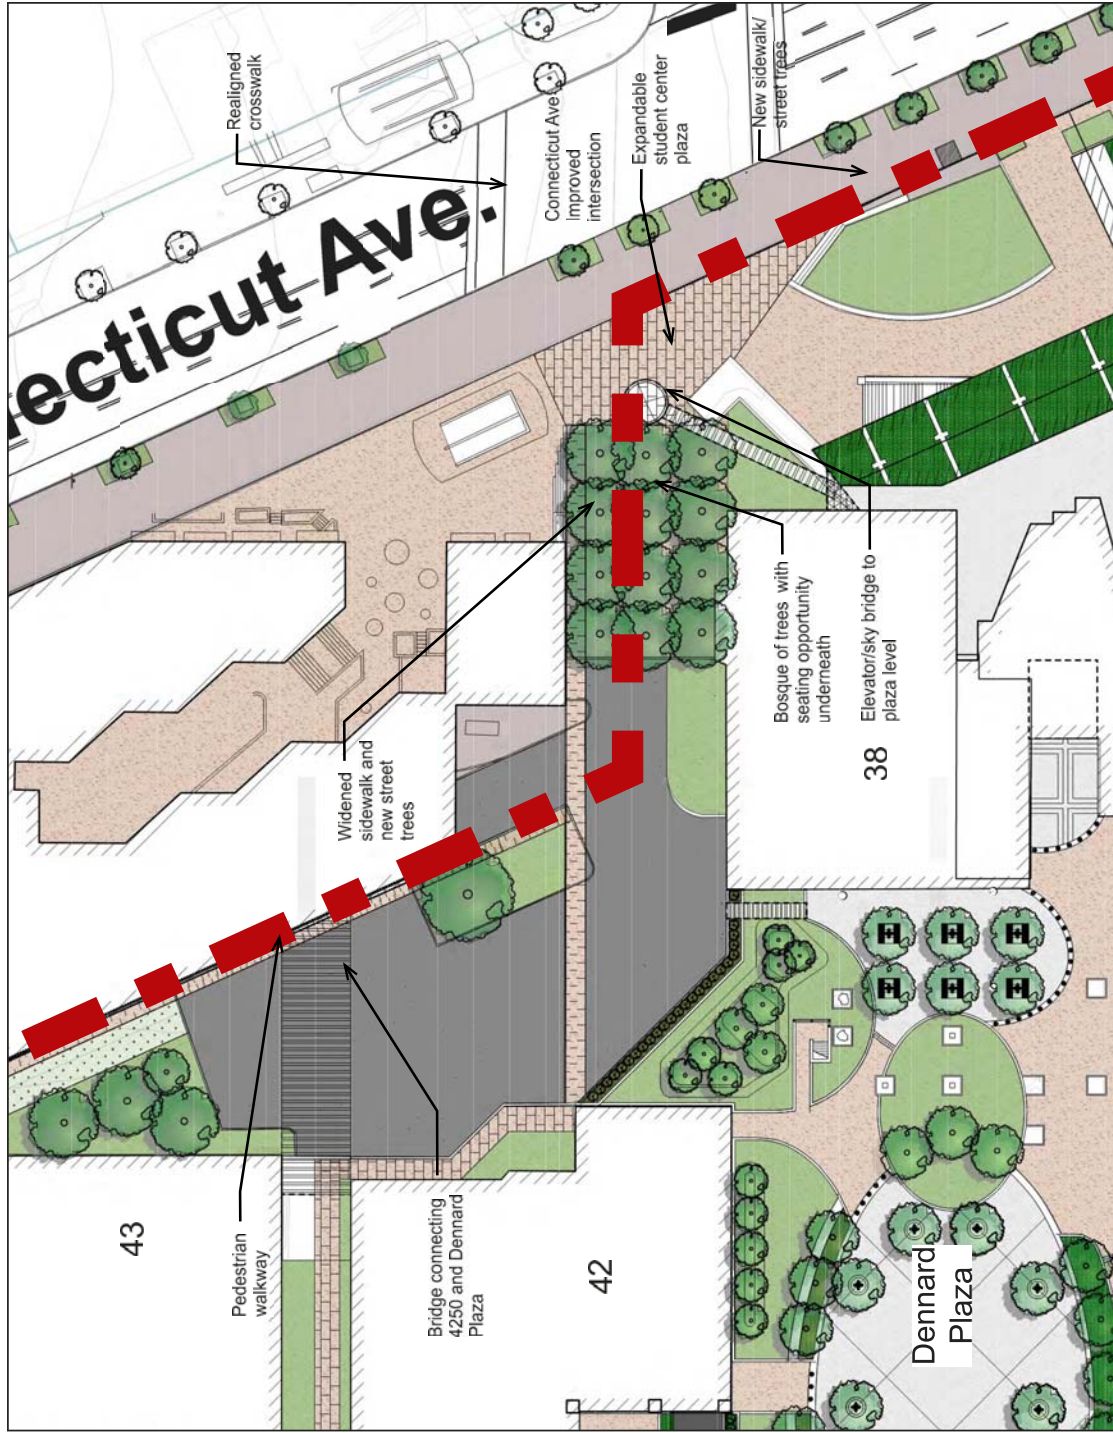 necticut Ave.
Realigned
crosswalk
Connecticut Ave
Improved
intersection
Expandable
student center
plaza
New sidewalk/
street trees
Widened
sidewalk and
new street
trees
Bosque of trees with
seating opportunity
underneath
Elevator/sky bridge to
plaza level
38
43
Pedestrian
walkway
Bridge connecting
4250 and Dennard
Plaza
42
Dennard
Plaza